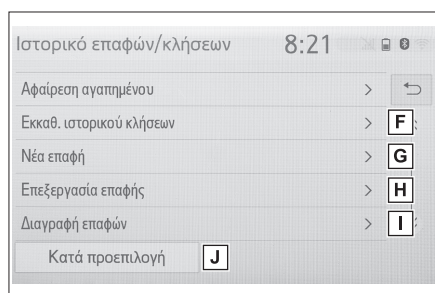 Ιστορικό επαφών/κλήσεων 8:21
Αφαίρεση αγαπημένου
Εκκαθ. ιστορικού κλήσεων F
Νέα επαφή G
Επεξεργασία επαφής H
Διαγραφή επαφών I
Κατά προεπιλογή J